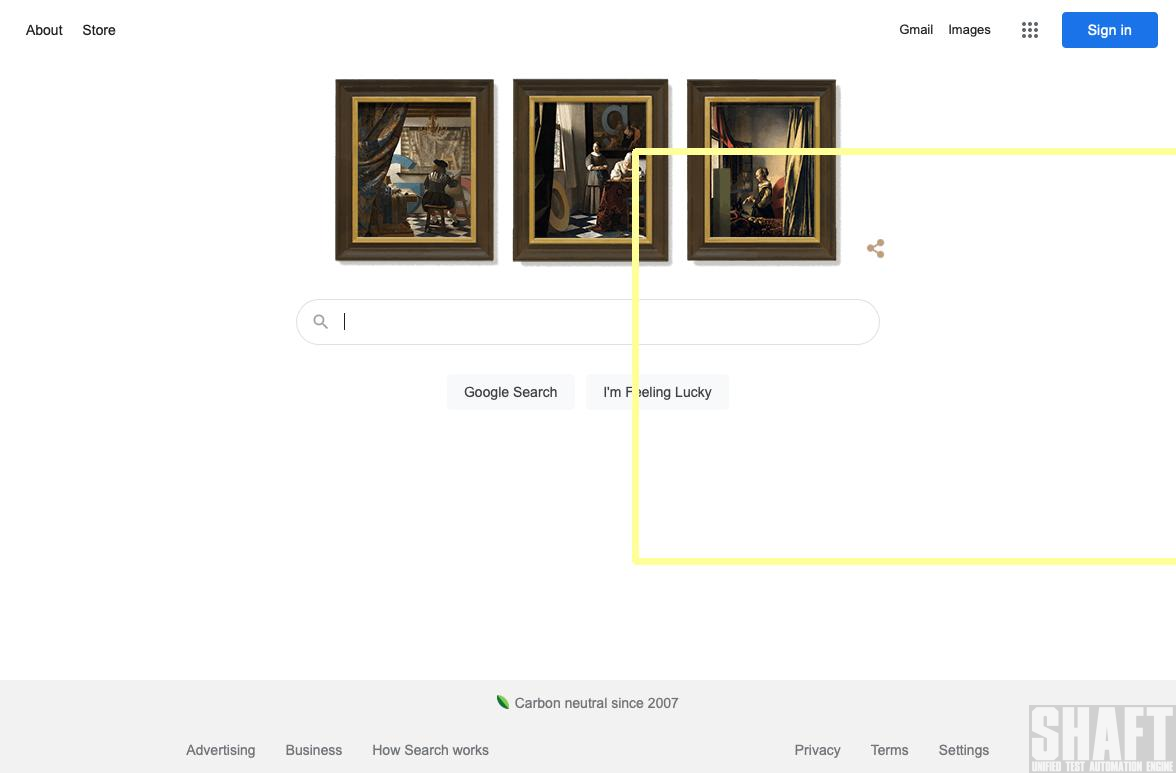 About Store
Gmail Images Sign in
Google Search I'm Feeling Lucky
Carbon neutral since 2007
Advertising Business How Search works
Privacy Terms Settings
SHAFT
UNIFIED TEST AUTOMATION ENGINE